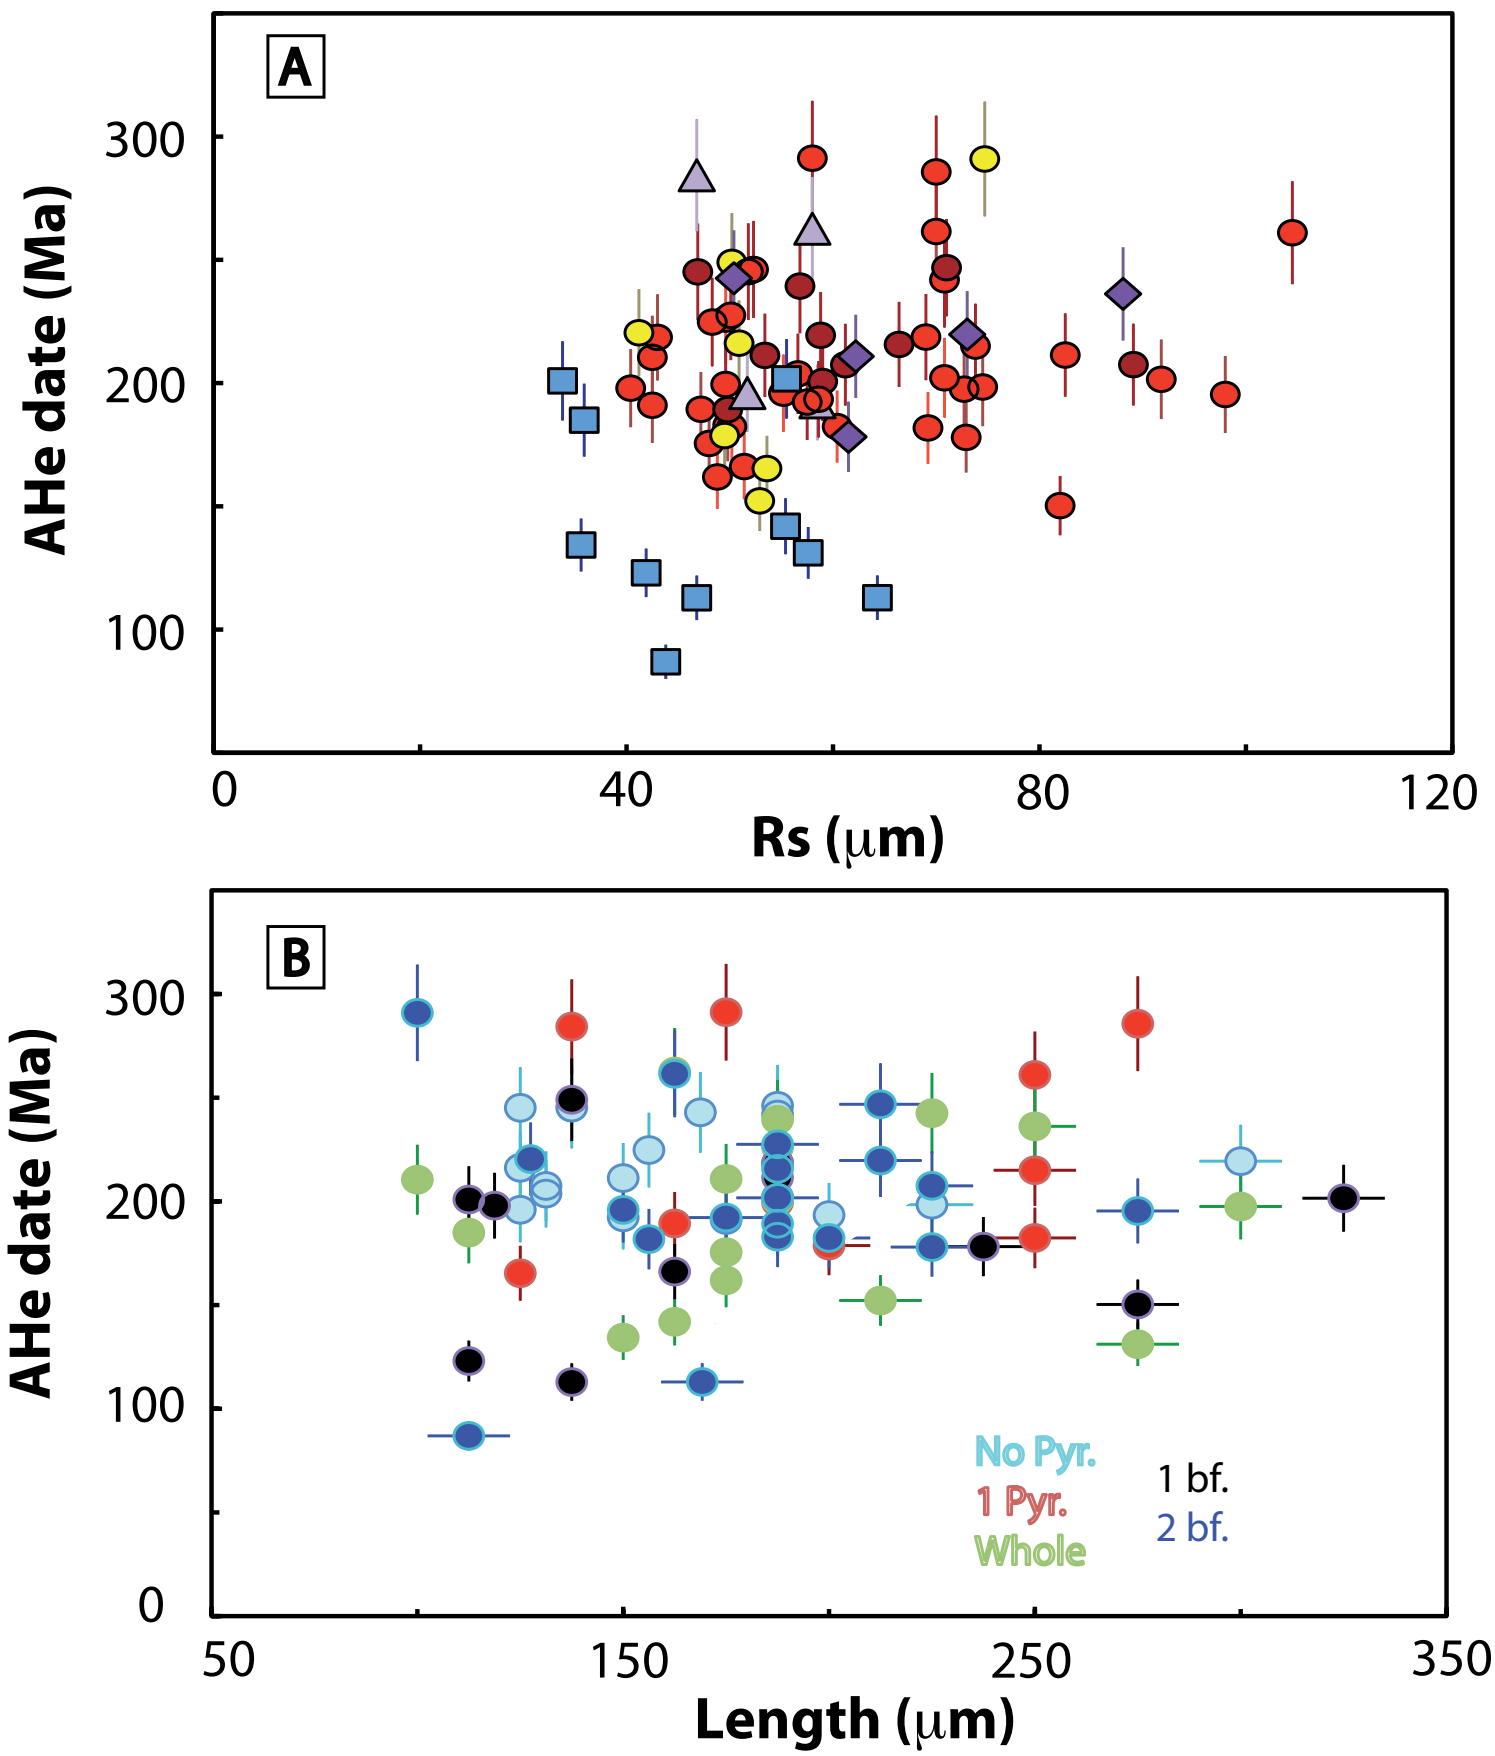 A
300
200
100
AHe date (Ma)
0
40
80
120
Rs (μm)
B
300
200
100
0
AHe date (Ma)
No Pyr.
1 Pyr.
Whole
1 bf.
2 bf.
50
150
250
350
Length (μm)